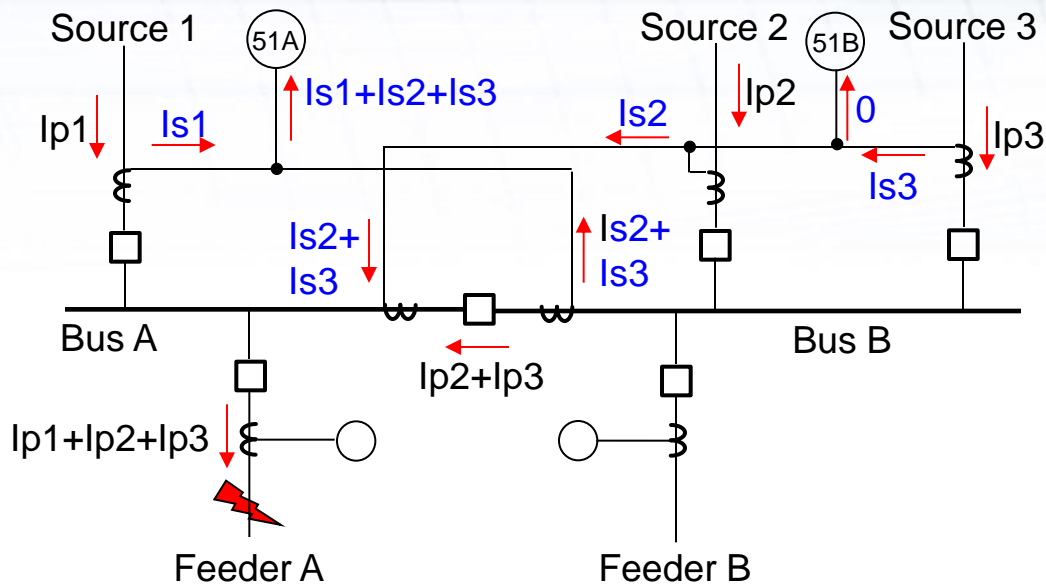 Source 1
51A
Source 2
51B
Source 3
Is1+Is2+Is3
Ip2
0
Ip1
Is1
Is2
Ip3
Is3
Is2+
Is3
Is2+
Is3
Bus A
Bus B
Ip2+Ip3
Ip1+Ip2+Ip3
Feeder A
Feeder B